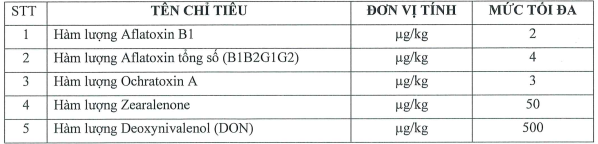 STT TÊN CHỈ TIÊU ĐƠN VỊ TÍNH MỨC TỐI ĐA
1 Hàm lượng Aflatoxin B1 µg/kg 2
2 Hàm lượng Aflatoxin tổng số (B1B2G1G2) µg/kg 4
3 Hàm lượng Ochratoxin A µg/kg 3
4 Hàm lượng Zearalenone µg/kg 50
5 Hàm lượng Deoxynivalenol (DON) µg/kg 500